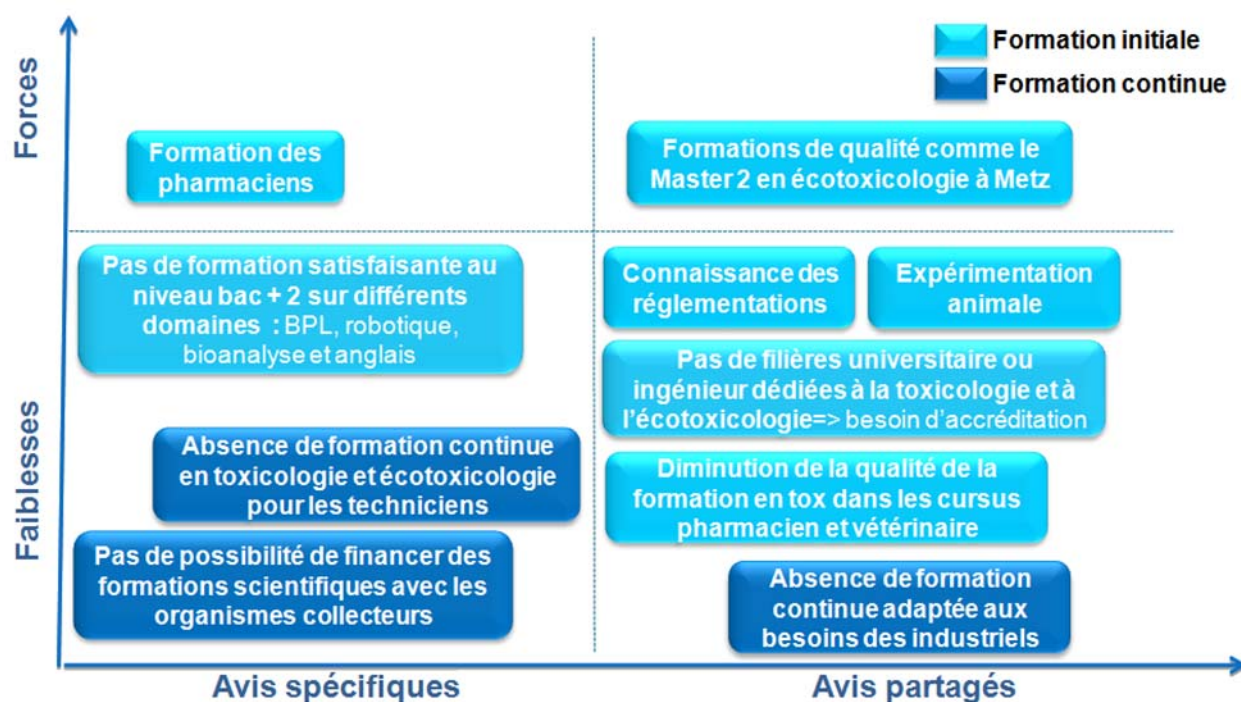 Formation initiale
Formation continue
Forces
Formation des
pharmaciens
Formations de qualité comme le
Master 2 en écotoxicologie à Metz
Faiblesses
Pas de formation satisfaisante au
niveau bac + 2 sur différents
domaines : BPL, robotique,
bioanalyse et anglais
Connaissance des
réglementations
Expérimentation
animale
Pas de filières universitaire ou
ingénieur dédiées à la toxicologie et à
l’écotoxicologie=> besoin d’accréditation
Absence de formation continue
en toxicologie et écotoxicologie
pour les techniciens
Diminution de la qualité de la
formation en tox dans les cursus
pharmacien et vétérinaire
Pas de possibilité de financer des
formations scientifiques avec les
organismes collecteurs
Absence de formation
continue adaptée aux
besoins des industriels
Avis spécifiques
Avis partagés